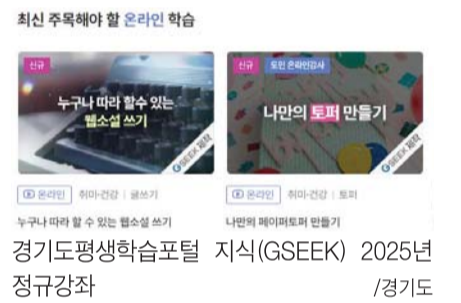 최신 주목해야 할 온라인 학습
신규
누구나 따라 할수 있는
웹소설 쓰기
GSEEK 제작
신규 도민 온라인강사
나만의 토퍼 만들기
GSEEK 제작
온라인 취미·건강 | 글쓰기
누구나 따라 할 수 있는 웹소설 쓰기
온라인 취미·건강 | 토퍼
나만의 페이퍼토퍼 만들기
경기도평생학습포털 지식(GSEEK) 2025년
정규강좌 /경기도